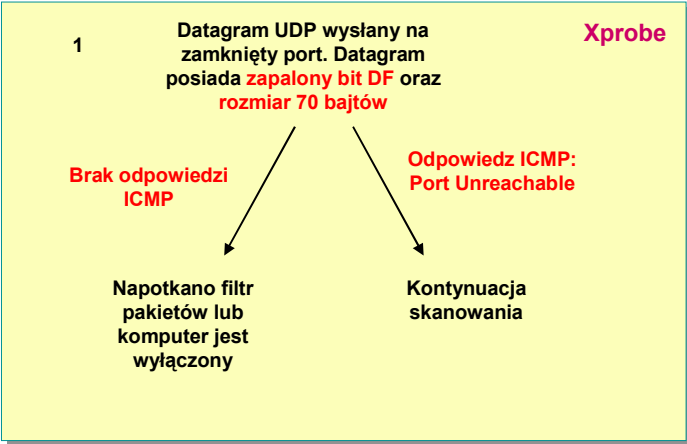 1
Datagram UDP wysłany na
zamknięty port. Datagram
posiada zapalony bit DF oraz
rozmiar 70 bajtów
Xprobe
Brak odpowiedzi
ICMP
Odpowiedz ICMP:
Port Unreachable
Napotkano filtr
pakietów lub
komputer jest
wyłączony
Kontynuacja
skanowania